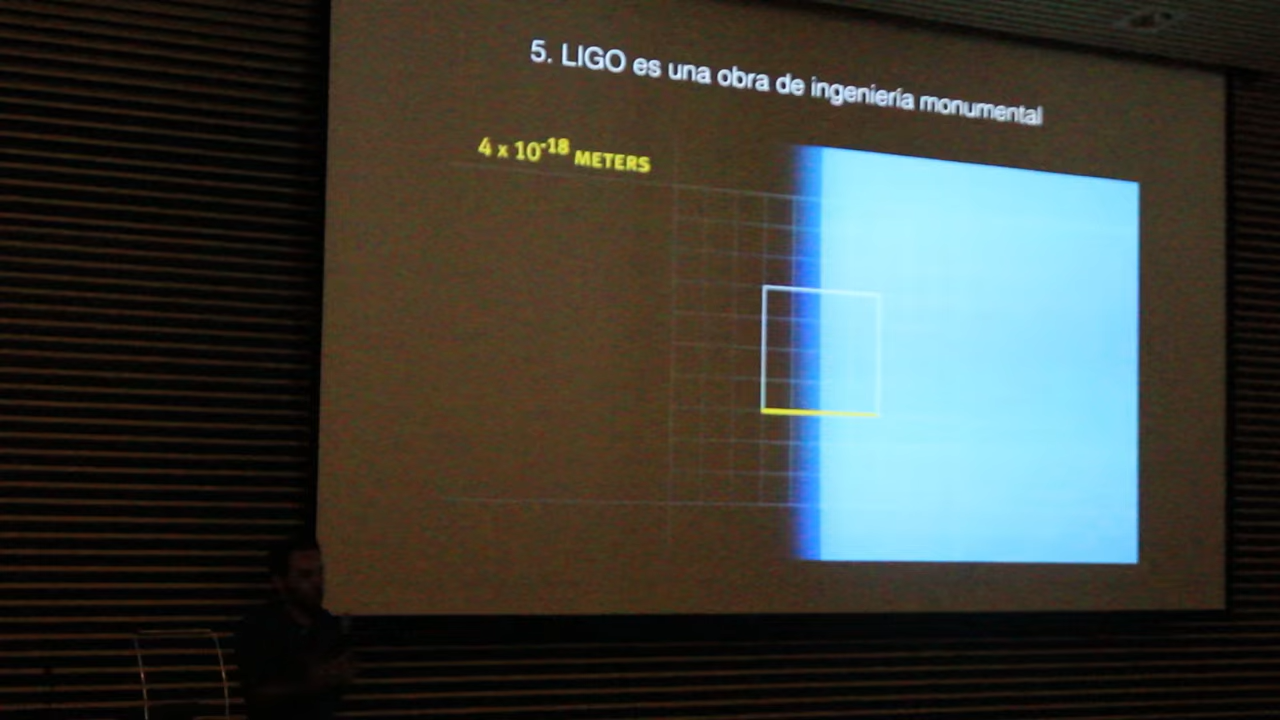 5. LIGO es una obra de ingeniería monumental
4 x 10⁻¹⁸ METERS